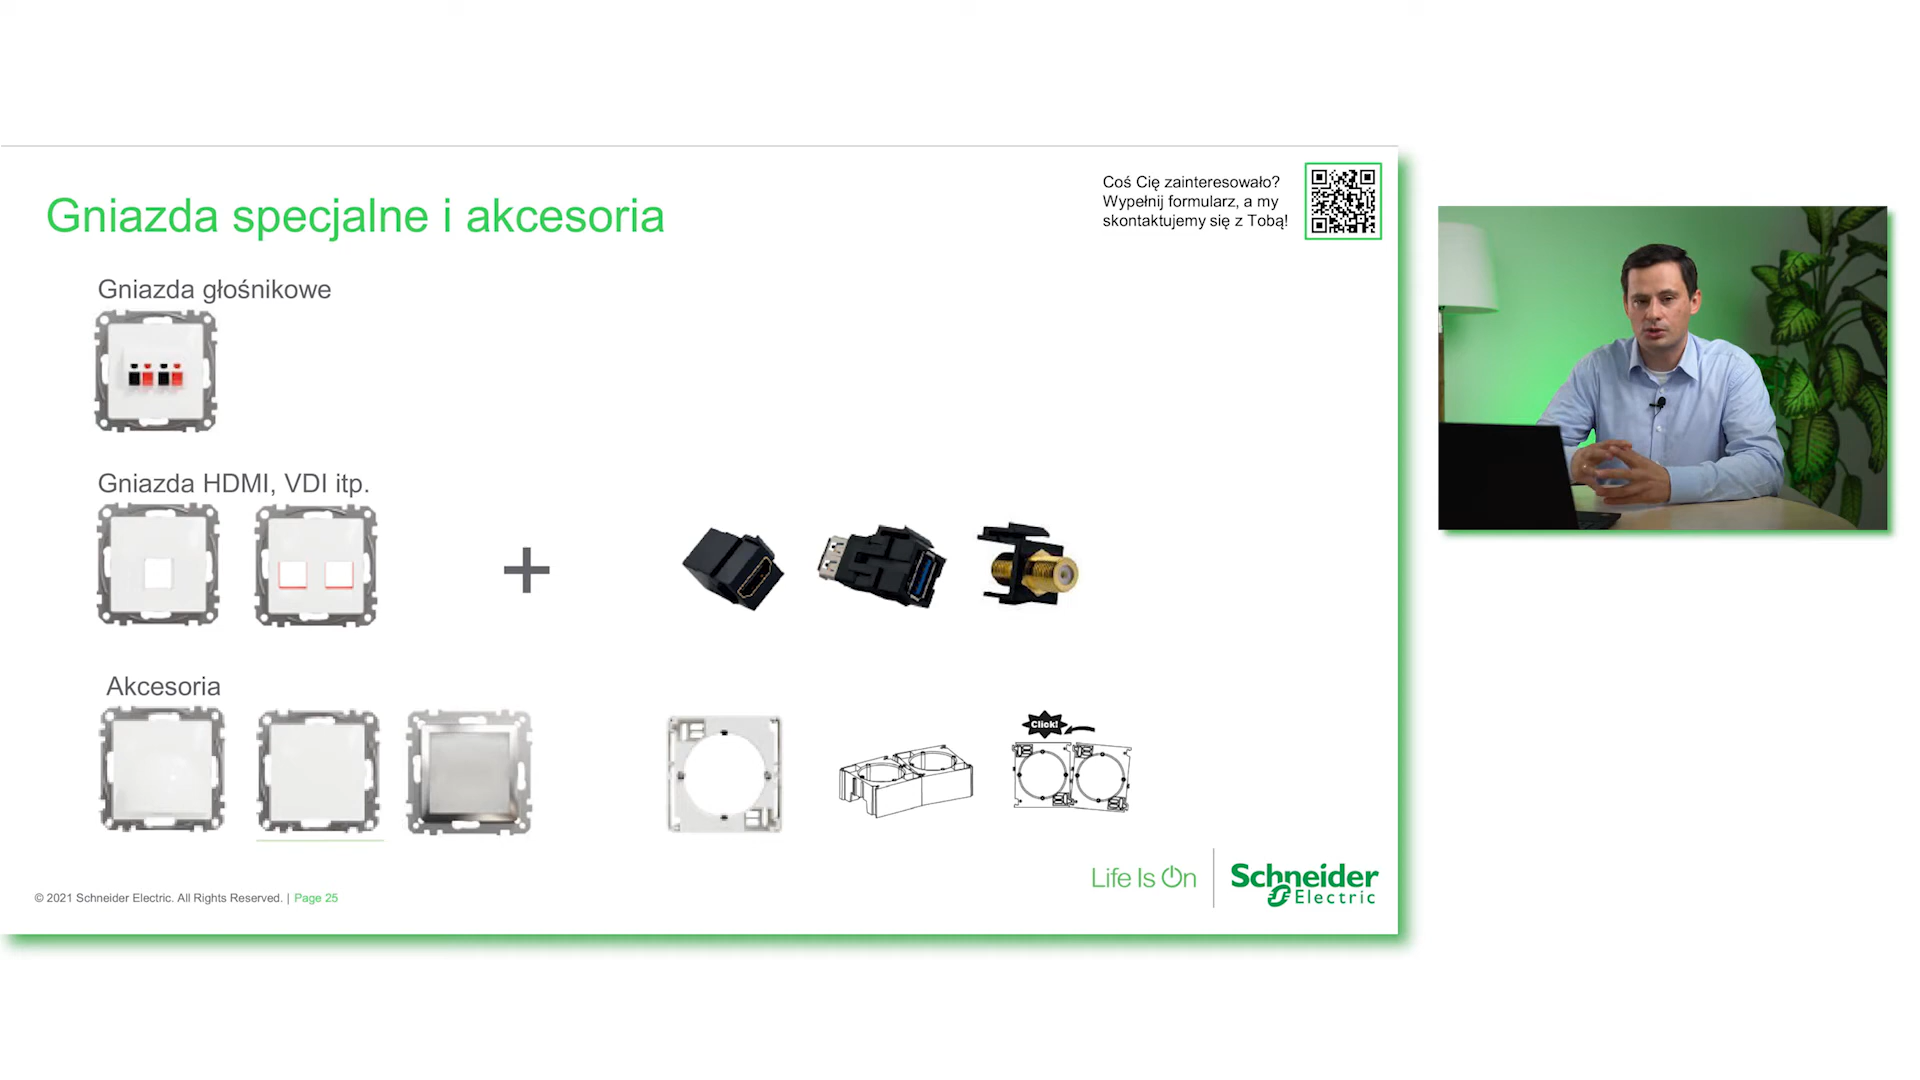 Coś Cię zainteresowało?
Wypełnij formularz, a my
skontaktujemy się z Tobą!
Gniazda specjalne i akcesoria
Gniazda głośnikowe
Gniazda HDMI, VDI itp.
Akcesoria
Click!
Life Is On
Schneider
Electric
© 2021 Schneider Electric. All Rights Reserved. | Page 25